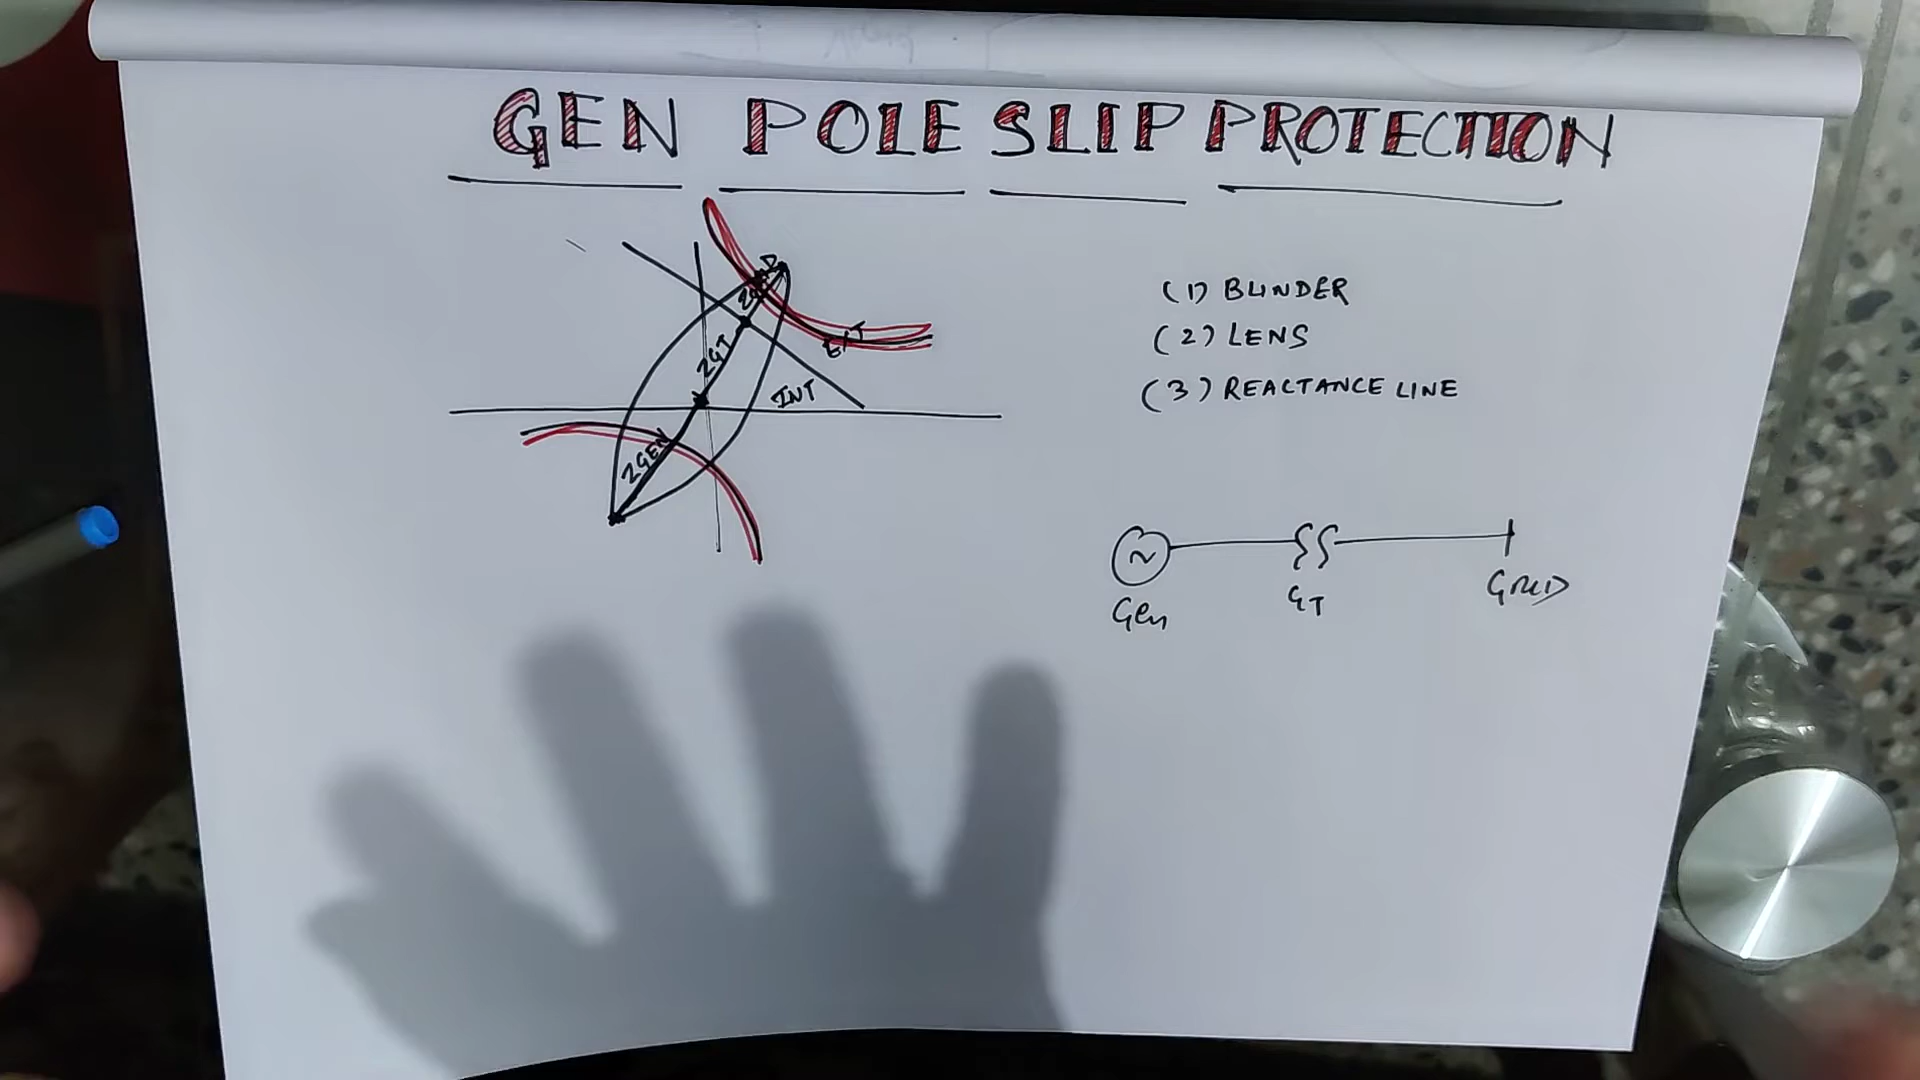 GEN POLE SLIP PROTECTION
(1) BLINDER
(2) LENS
(3) REACTANCE LINE
ZGT
EXT
INT
ZGEN
Gen
GT
GRID